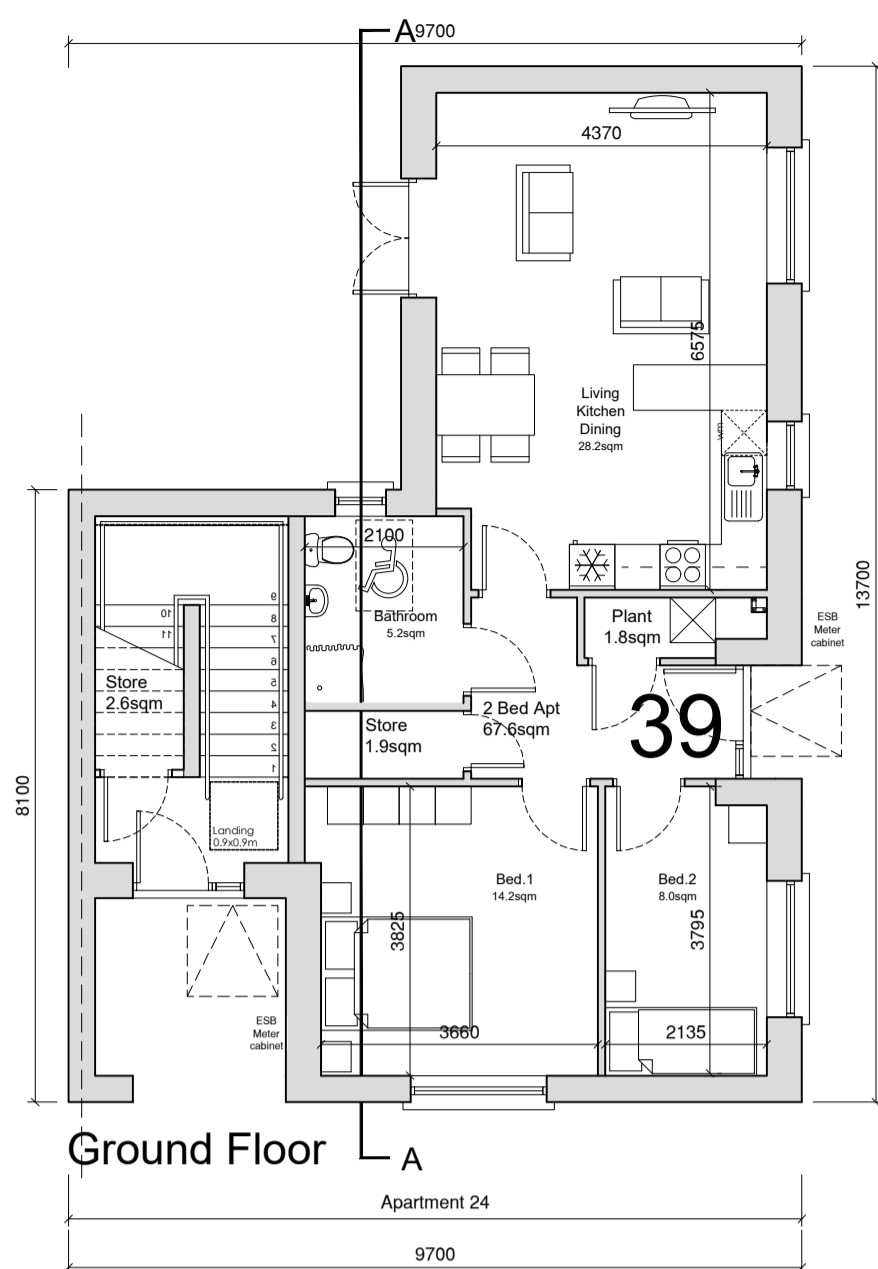 A
9700
4370
6575
Living
Kitchen
Dining
28.2sqm
wm
13700
2100
Bathroom
5.2sqm
Plant
1.8sqm
ESB
Meter
cabinet
9
8
7
6
5
4
3
2
1
10
11
Store
2.6sqm
Store
1.9sqm
2 Bed Apt
67.6sqm
39
8100
Landing
0.9x0.9m
Bed.1
14.2sqm
3825
3660
Bed.2
8.0sqm
3795
2135
ESB
Meter
cabinet
Ground Floor
A
Apartment 24
9700